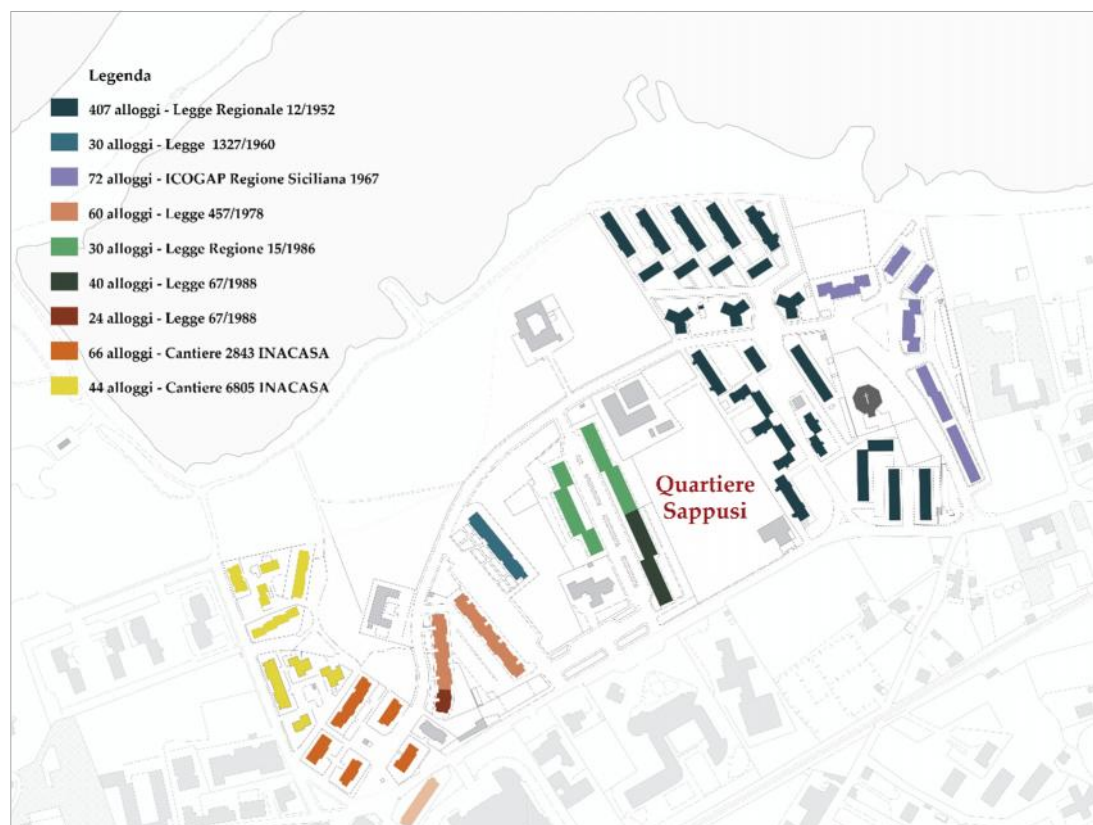 Legenda
407 alloggi - Legge Regionale 12/1952
30 alloggi - Legge 1327/1960
72 alloggi - ICOGAP Regione Siciliana 1967
60 alloggi - Legge 457/1978
30 alloggi - Legge Regione 15/1986
40 alloggi - Legge 67/1988
24 alloggi - Legge 67/1988
66 alloggi - Cantiere 2843 INACASA
44 alloggi - Cantiere 6805 INACASA
Quartiere
Sappusi